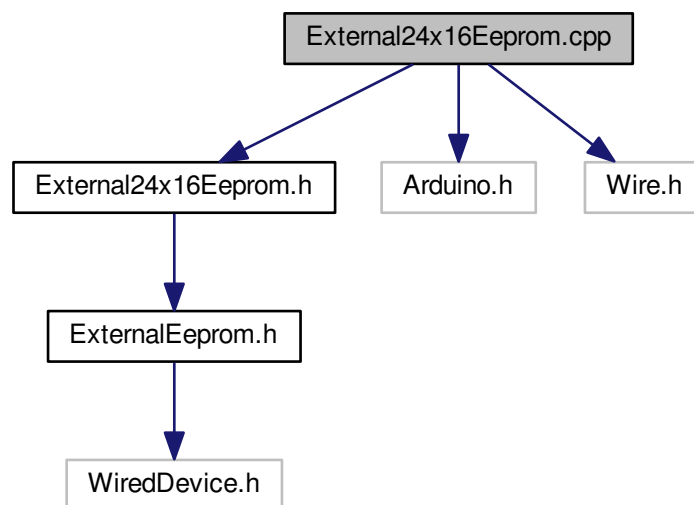 External24x16Eeprom.cpp
External24x16Eeprom.h
Arduino.h
Wire.h
ExternalEeprom.h
WiredDevice.h